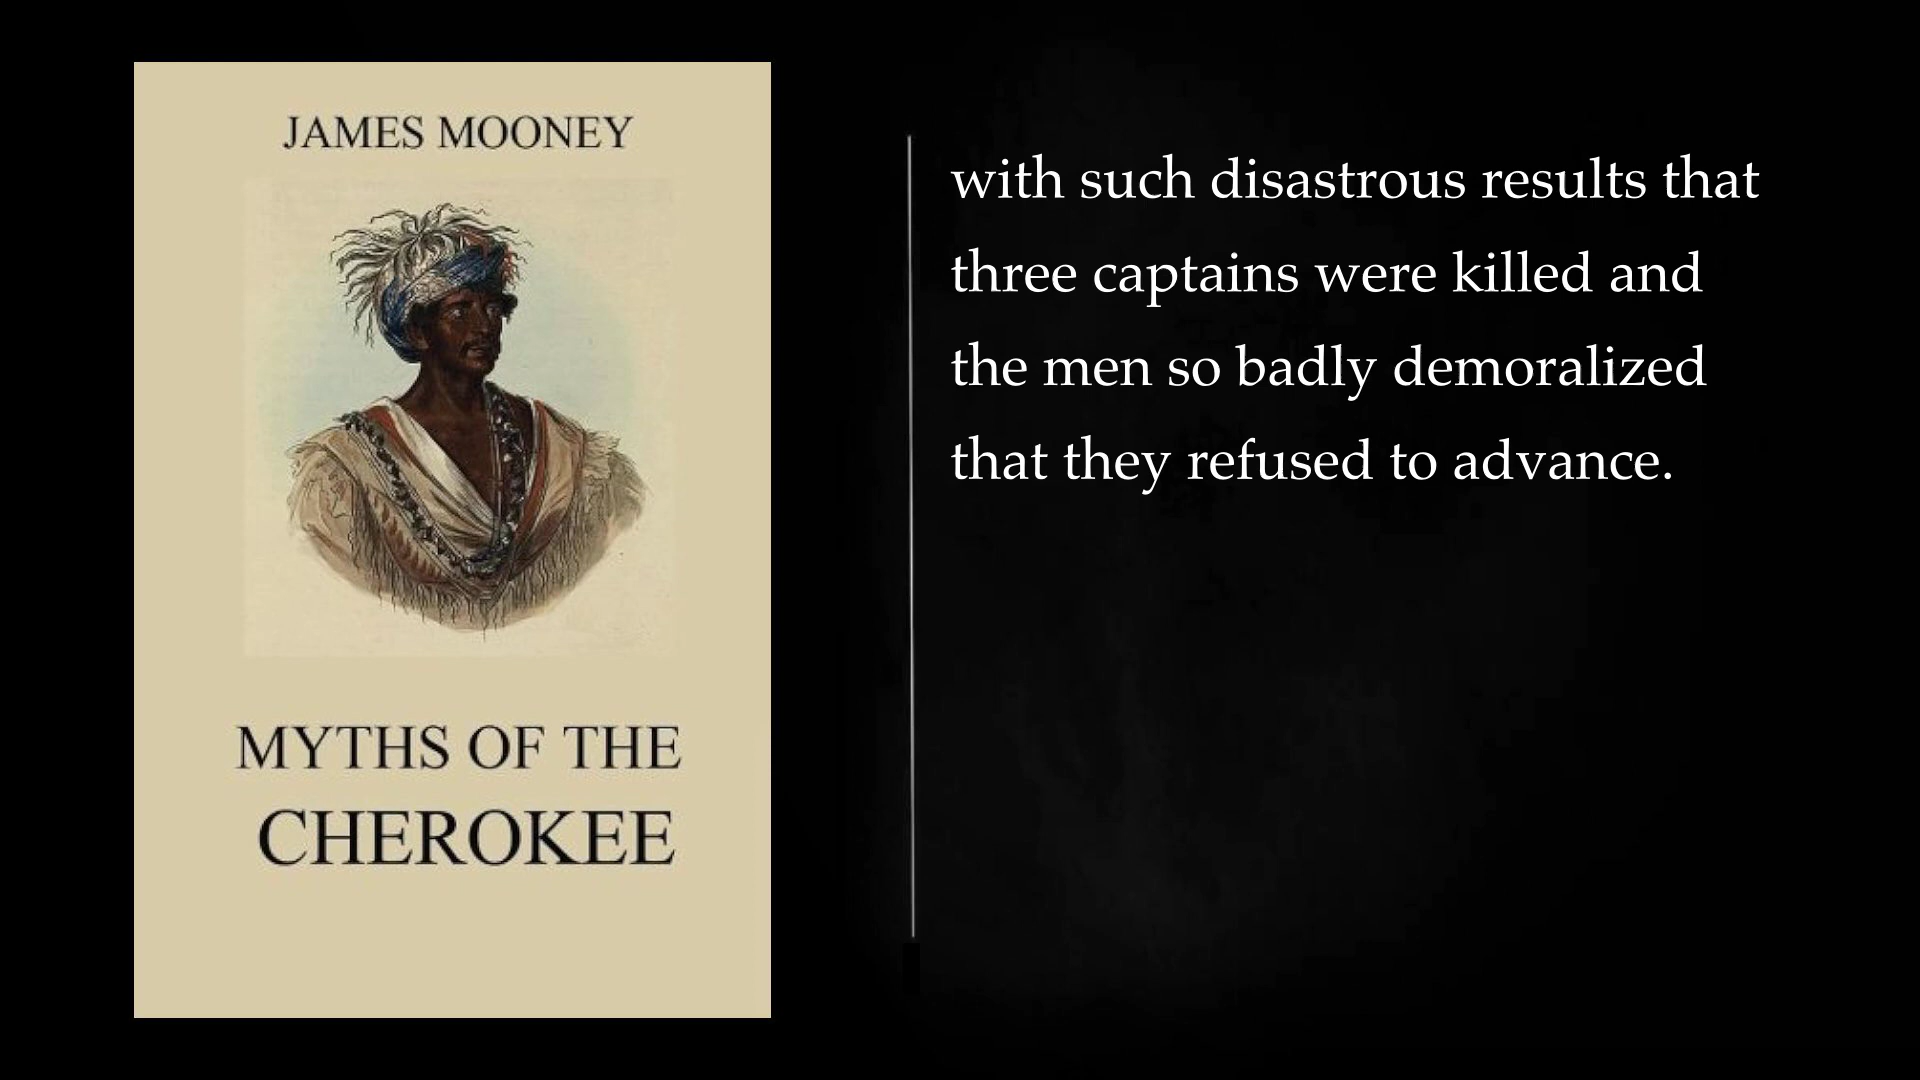 JAMES MOONEY
MYTHS OF THE
CHEROKEE
with such disastrous results that
three captains were killed and
the men so badly demoralized
that they refused to advance.